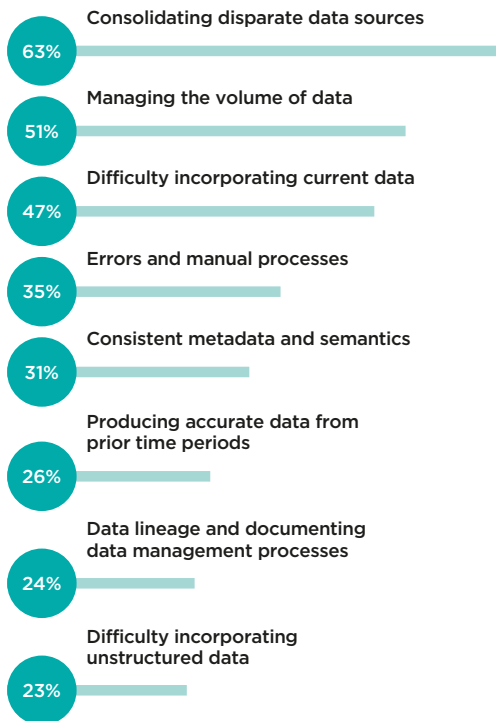 Consolidating disparate data sources
63%
Managing the volume of data
51%
Difficulty incorporating current data
47%
Errors and manual processes
35%
Consistent metadata and semantics
31%
Producing accurate data from
prior time periods
26%
Data lineage and documenting
data management processes
24%
Difficulty incorporating
unstructured data
23%